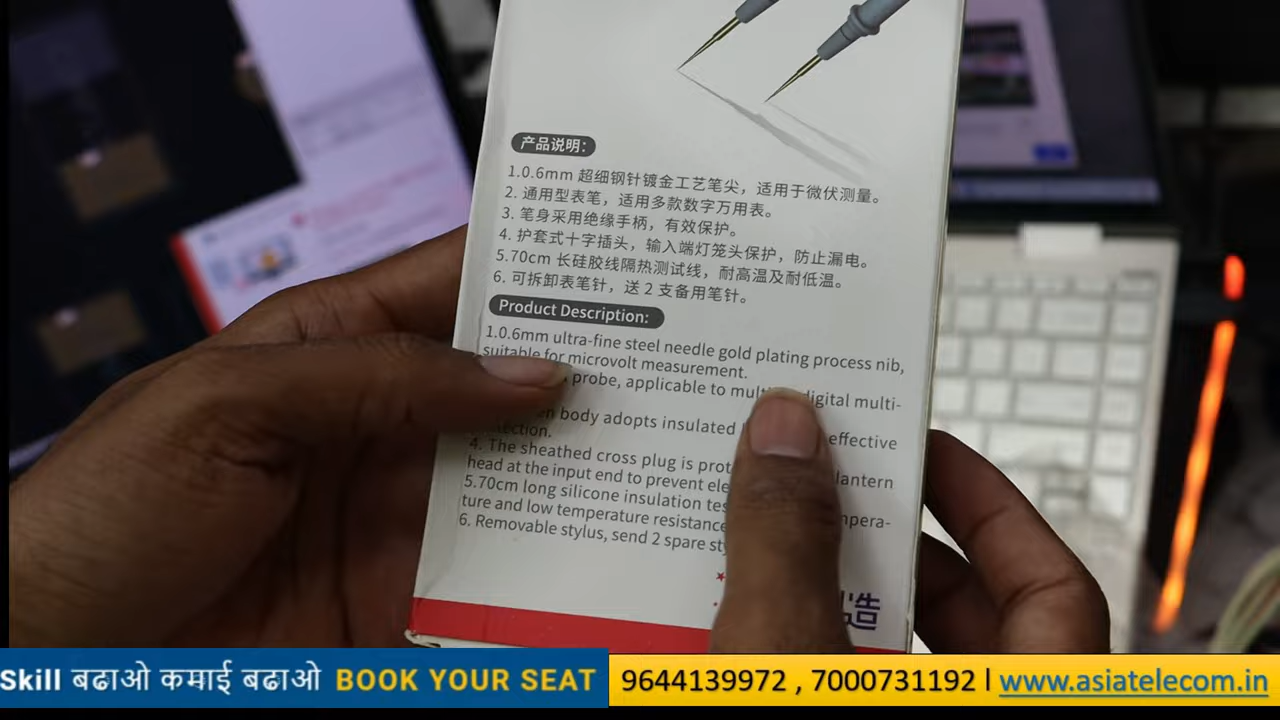 产品说明:
1.0.6mm 超细钢针镀金工艺笔尖，适用于微伏测量。
2. 通用型表笔，适用多款数字万用表。
3. 笔身采用绝缘手柄，有效保护。
4. 护套式十字插头，输入端灯笼头保护，防止漏电。
5.70cm 长硅胶线隔热测试线，耐高温及耐低温。
6. 可拆卸表笔针，送 2 支备用笔针。
Product Description:
1.0.6mm ultra-fine steel needle gold plating process nib,
suitable for microvolt measurement.
probe, applicable to digital multi-
body adopts insulated effective
4. The sheathed cross plug is lantern
head at the input end to prevent
5.70cm long silicone insulation
ture and low temperature resistance
6. Removable stylus, send 2 spare
造
Skill बढाओ कमाई बढाओ BOOK YOUR SEAT 9644139972 , 7000731192 | www.asiatelecom.in